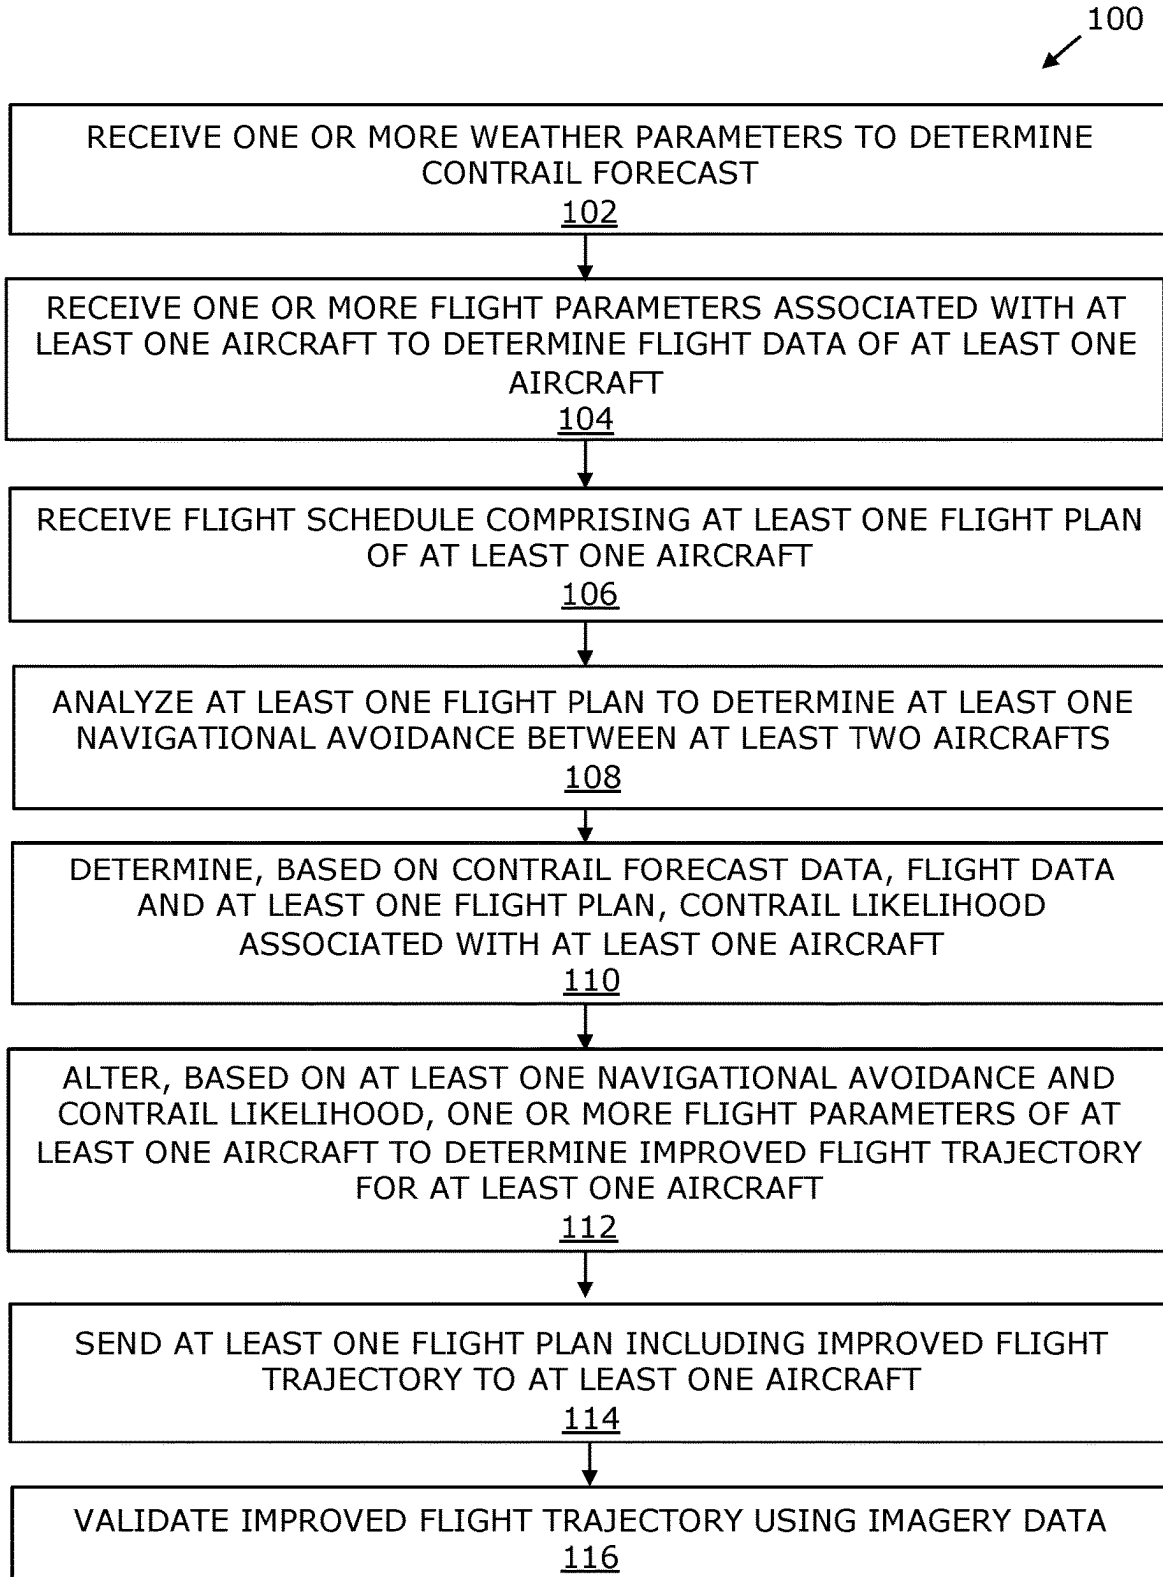 100
RECEIVE ONE OR MORE WEATHER PARAMETERS TO DETERMINE
CONTRAIL FORECAST
102
RECEIVE ONE OR MORE FLIGHT PARAMETERS ASSOCIATED WITH AT
LEAST ONE AIRCRAFT TO DETERMINE FLIGHT DATA OF AT LEAST ONE
AIRCRAFT
104
RECEIVE FLIGHT SCHEDULE COMPRISING AT LEAST ONE FLIGHT PLAN
OF AT LEAST ONE AIRCRAFT
106
ANALYZE AT LEAST ONE FLIGHT PLAN TO DETERMINE AT LEAST ONE
NAVIGATIONAL AVOIDANCE BETWEEN AT LEAST TWO AIRCRAFTS
108
DETERMINE, BASED ON CONTRAIL FORECAST DATA, FLIGHT DATA
AND AT LEAST ONE FLIGHT PLAN, CONTRAIL LIKELIHOOD
ASSOCIATED WITH AT LEAST ONE AIRCRAFT
110
ALTER, BASED ON AT LEAST ONE NAVIGATIONAL AVOIDANCE AND
CONTRAIL LIKELIHOOD, ONE OR MORE FLIGHT PARAMETERS OF AT
LEAST ONE AIRCRAFT TO DETERMINE IMPROVED FLIGHT TRAJECTORY
FOR AT LEAST ONE AIRCRAFT
112
SEND AT LEAST ONE FLIGHT PLAN INCLUDING IMPROVED FLIGHT
TRAJECTORY TO AT LEAST ONE AIRCRAFT
114
VALIDATE IMPROVED FLIGHT TRAJECTORY USING IMAGERY DATA
116